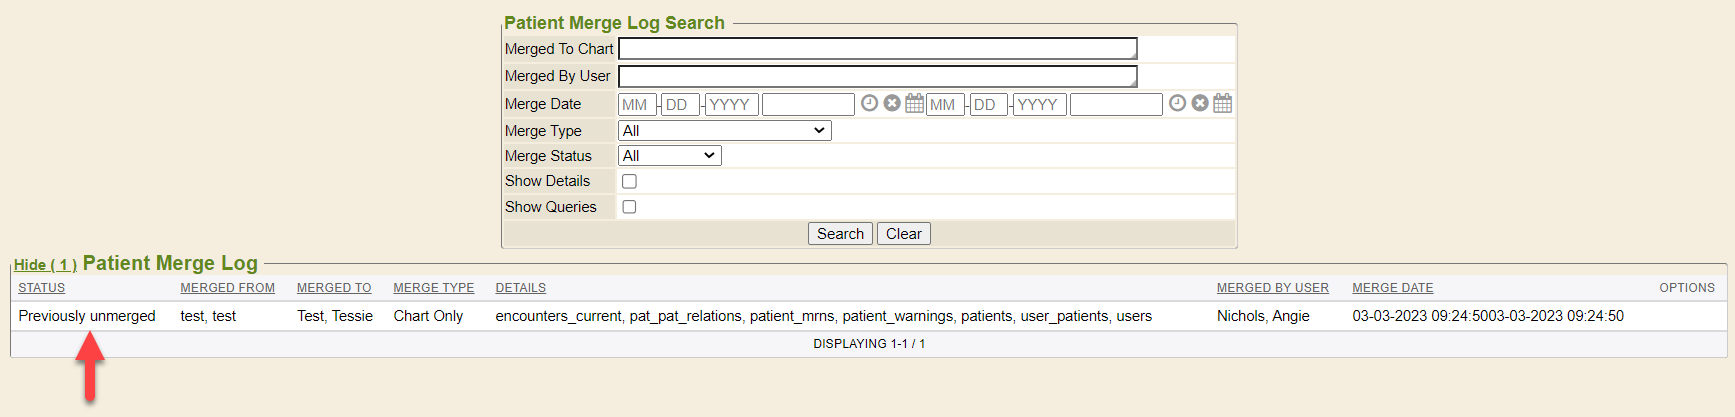 Patient Merge Log Search
Merged To Chart
Merged By User
Merge Date MM - DD - YYYY MM - DD - YYYY
Merge Type All
Merge Status All
Show Details
Show Queries
Search Clear
Hide ( 1 ) Patient Merge Log
STATUS MERGED FROM MERGED TO MERGE TYPE DETAILS MERGED BY USER MERGE DATE OPTIONS
Previously unmerged test, test Test, Tessie Chart Only encounters_current, pat_pat_relations, patient_mrns, patient_warnings, patients, user_patients, users Nichols, Angie 03-03-2023 09:24:5003-03-2023 09:24:50
DISPLAYING 1-1 / 1